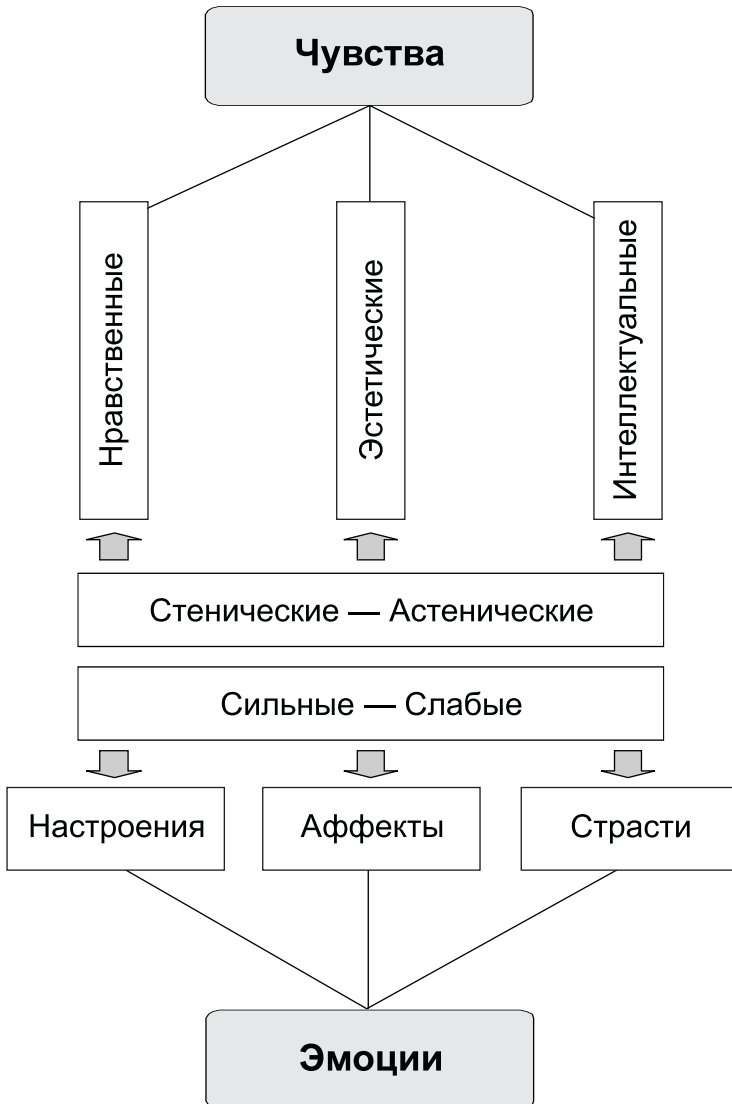 Чувства
Нравственные
Эстетические
Интеллектуальные
Стенические — Астенические
Сильные — Слабые
Настроения
Аффекты
Страсти
Эмоции